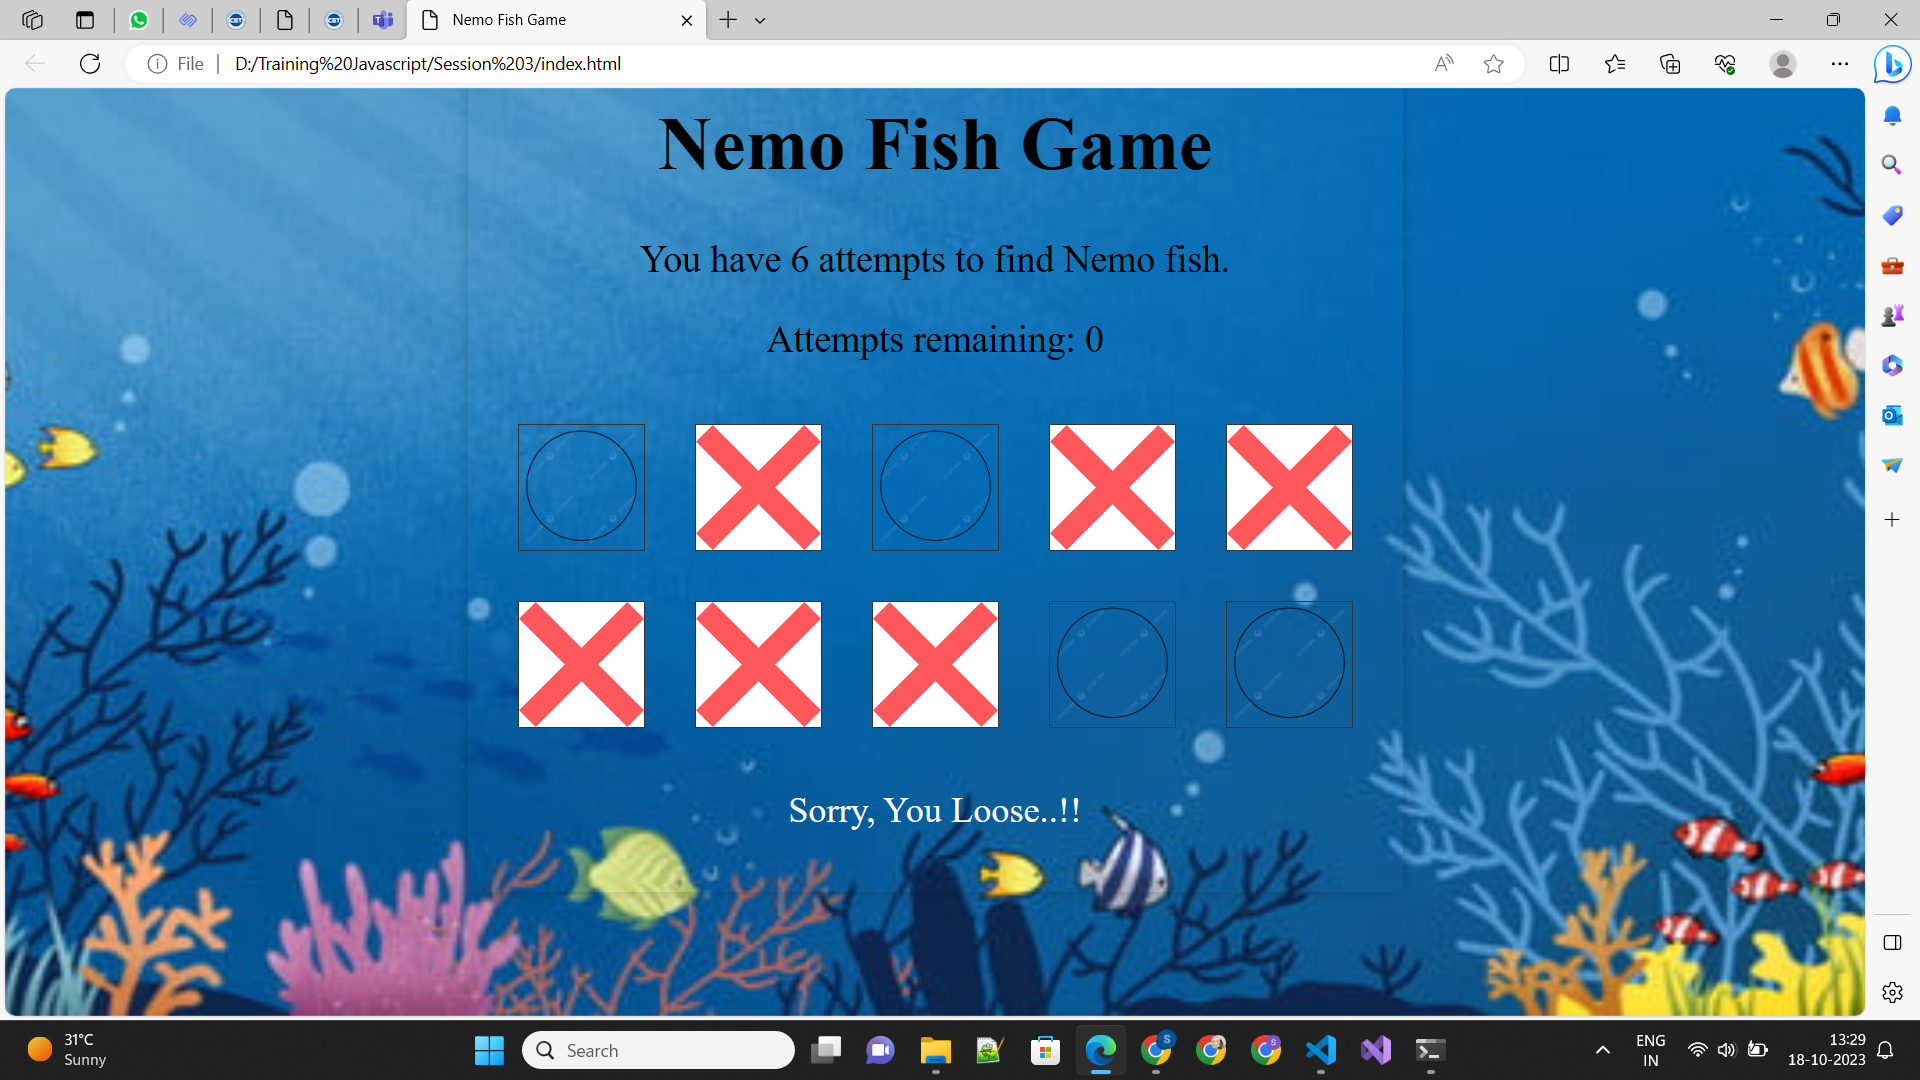 Nemo Fish Game
File
D:/Training%20Javascript/Session%203/index.html
Nemo Fish Game
You have 6 attempts to find Nemo fish.
Attempts remaining: 0
Sorry, You Loose..!!
31°C
Sunny
Search
ENG
IN
13:29
18-10-2023